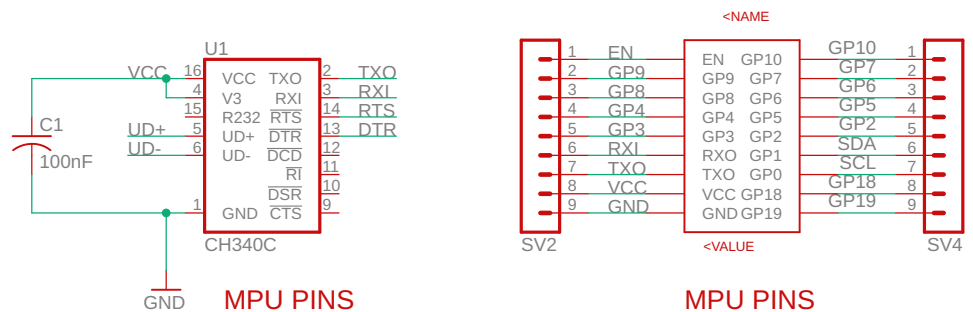 <NAME
U1
VCC 16 VCC TXO 2 TXO
4 V3 RXI 3 RXI
15 R232 RTS 14 RTS
UD+ 5 UD+ DTR 13 DTR
UD- 6 UD- DCD 12
RI 11
DSR 10
1 GND CTS 9
CH340C
C1
100nF
GND
MPU PINS
1 EN EN GP10 GP10 1
2 GP9 GP9 GP7 GP7 2
3 GP8 GP8 GP6 GP6 3
4 GP4 GP4 GP5 GP5 4
5 GP3 GP3 GP2 GP2 5
6 RXI RXO GP1 SDA 6
7 TXO TXO GP0 SCL 7
8 VCC VCC GP18 GP18 8
9 GND GND GP19 GP19 9
SV2 <VALUE SV4
MPU PINS